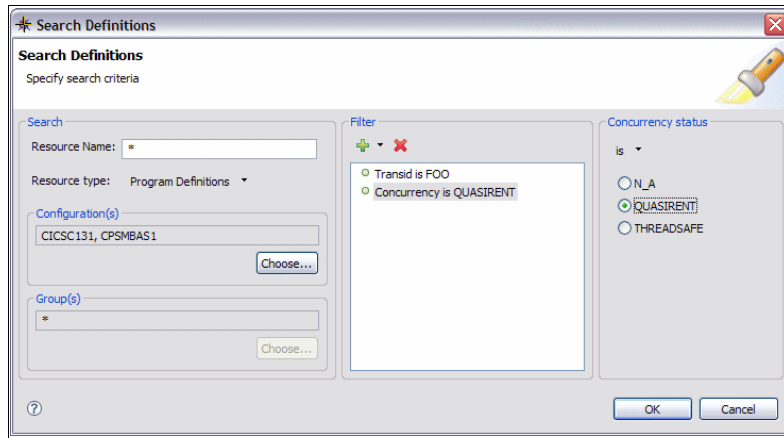 Search Definitions
Search Definitions
Specify search criteria
Search
Resource Name: *
Resource type: Program Definitions
Configuration(s)
CICSC131, CPSMBAS1
Choose...
Group(s)
*
Choose...
Filter
Transid is FOO
Concurrency is QUASIRENT
Concurrency status
is
N_A
QUASIRENT
THREADSAFE
?
OK
Cancel